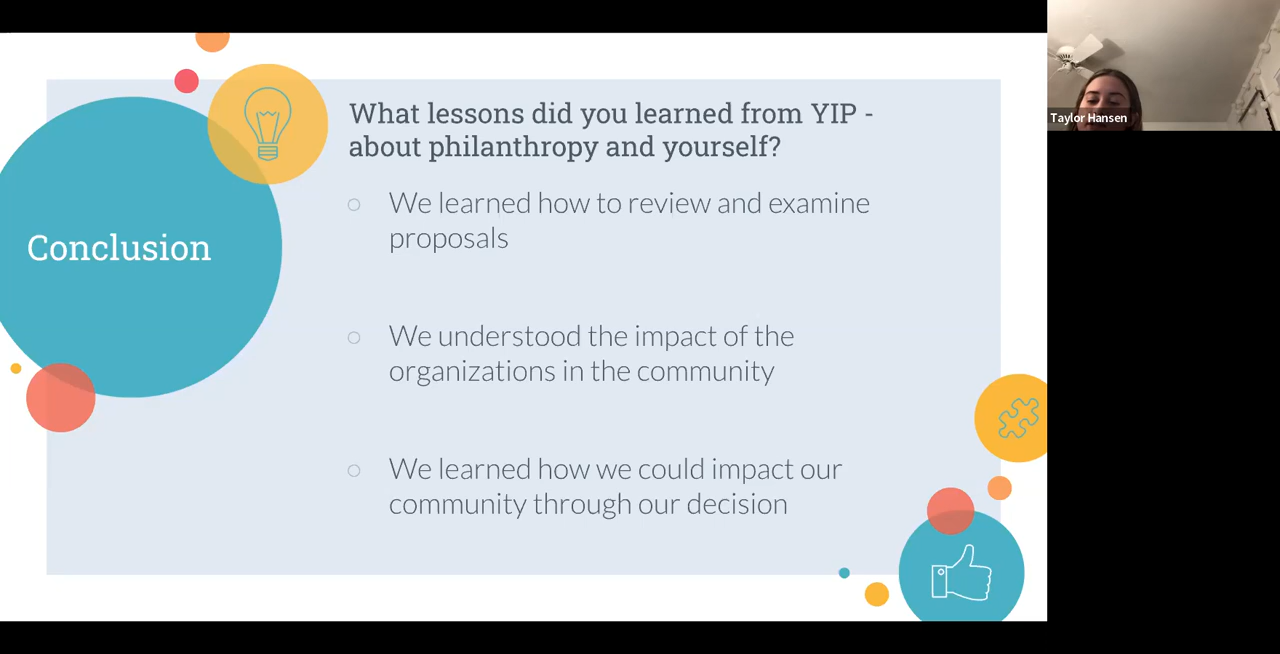 What lessons did you learned from YIP -
about philanthropy and yourself?
Conclusion
We learned how to review and examine
proposals
We understood the impact of the
organizations in the community
We learned how we could impact our
community through our decision
Taylor Hansen